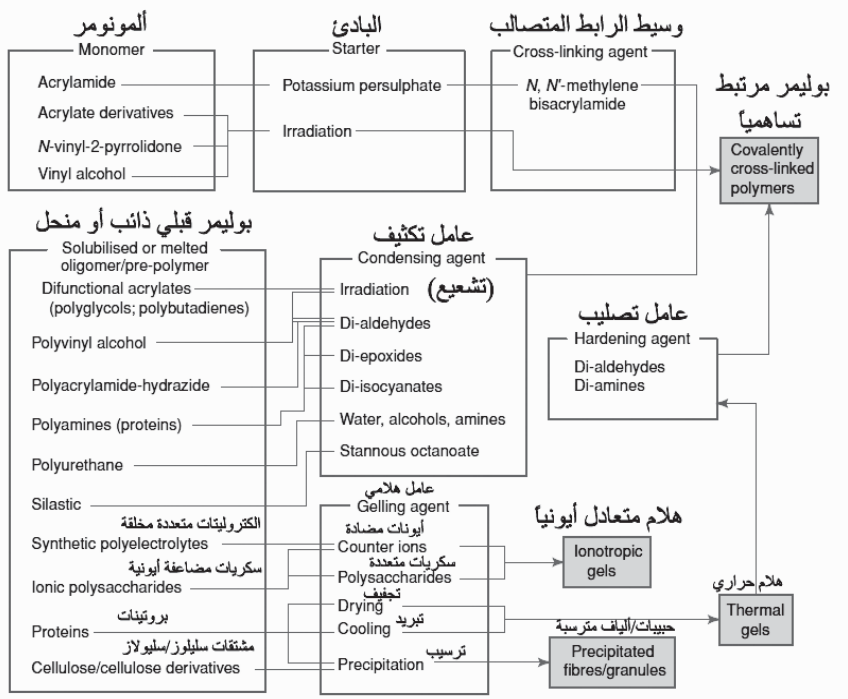 ألمونومر
Monomer
Acrylamide
Acrylate derivatives
N-vinyl-2-pyrrolidone
Vinyl alcohol
البادئ
Starter
Potassium persulphate
Irradiation
وسيط الرابط المتصالب
Cross-linking agent
N, N'-methylene
bisacrylamide
بوليمر مرتبط
تساهمياً
Covalently
cross-linked
polymers
بوليمر قبلي ذائب أو منحل
Solubilised or melted
oligomer/pre-polymer
Difunctional acrylates
(polyglycols; polybutadienes)
Polyvinyl alcohol
Polyacrylamide-hydrazide
Polyamines (proteins)
Polyurethane
Silastic
الكتروليتات متعددة مخلقة
Synthetic polyelectrolytes
سكريات مضاعفة أيونية
Ionic polysaccharides
بروتينات
Proteins
مشتقات سليلوز/سليولاز
Cellulose/cellulose derivatives
عامل تكثيف
Condensing agent
Irradiation (تشعيع)
Di-aldehydes
Di-epoxides
Di-isocyanates
Water, alcohols, amines
Stannous octanoate
عامل تصليب
Hardening agent
Di-aldehydes
Di-amines
عامل هلامي
Gelling agent
أيونات مضادة
Counter ions
سكريات متعددة
Polysaccharides
تجفيف
Drying
Cooling تبريد
Precipitation ترسيب
هلام متعادل أيونياً
Ionotropic
gels
هلام حراري
Thermal
gels
حبيبات/ألياف مترسبة
Precipitated
fibres/granules